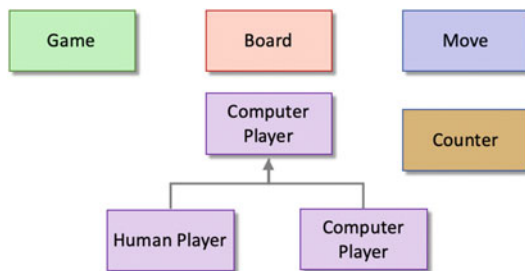 Game
Board
Move
Computer
Player
Counter
Human Player
Computer
Player